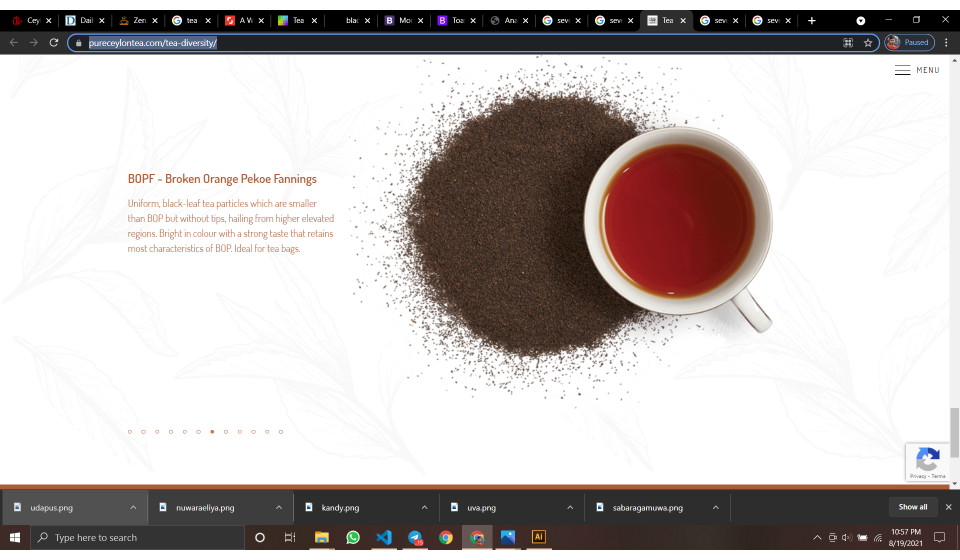 Ceyl
Dail
Zen
tea
A Vi
Tea
blac
Mod
Toas
Ana
seve
seve
Tea
seve
seve
pureceylontea.com/tea-diversity/
Paused
MENU
BOPF - Broken Orange Pekoe Fannings
Uniform, black-leaf tea particles which are smaller
than BOP but without tips, hailing from higher elevated
regions. Bright in colour with a strong taste that retains
most characteristics of BOP. Ideal for tea bags.
Privacy - Terms
udapus.png
nuwaraeliya.png
kandy.png
uva.png
sabaragamuwa.png
Show all
Type here to search
Ai
10:57 PM
8/19/2021